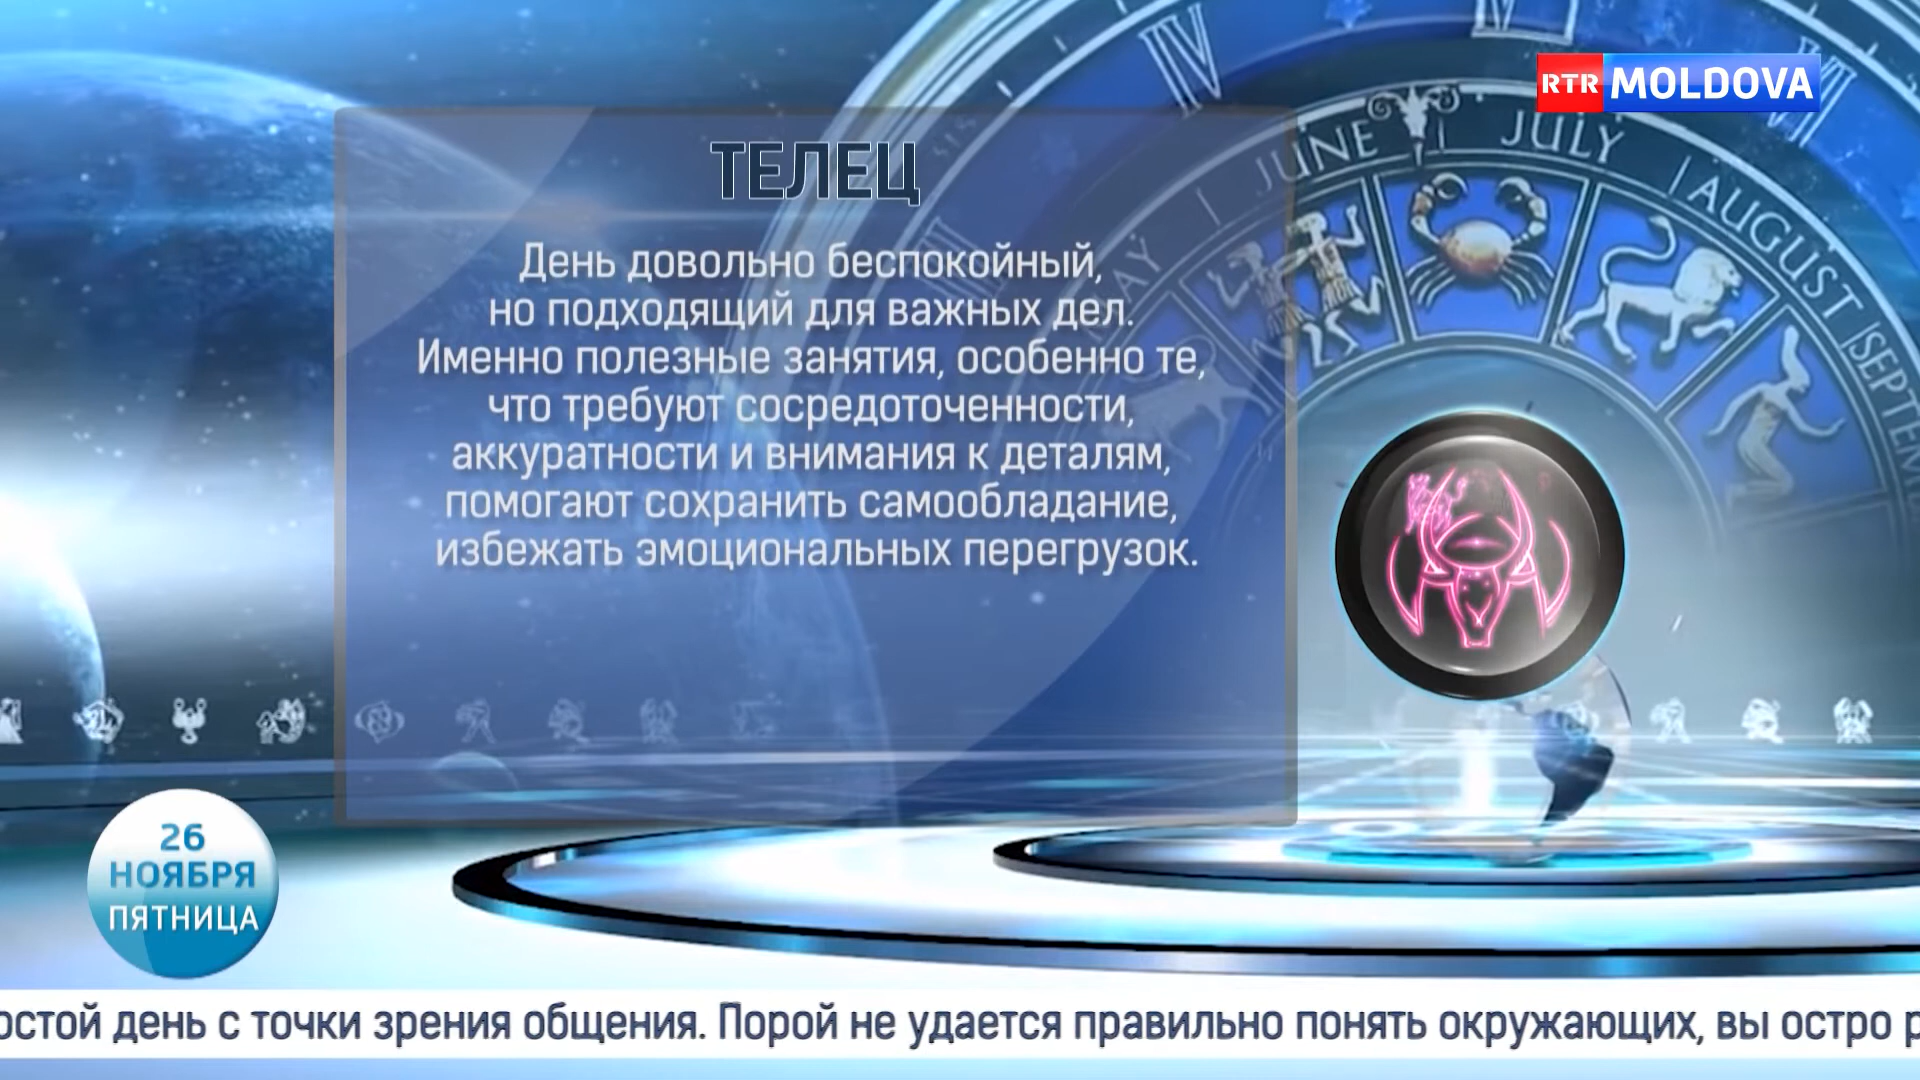 RTR MOLDOVA
IV
MAY
JUNE
JULY
AUGUST
ТЕЛЕЦ
День довольно беспокойный,
но подходящий для важных дел.
Именно полезные занятия, особенно те,
что требуют сосредоточенности,
аккуратности и внимания к деталям,
помогают сохранить самообладание,
избежать эмоциональных перегрузок.
26
НОЯБРЯ
ПЯТНИЦА
день с точки зрения общения. Порой не удается правильно понять окружающих, вы остро